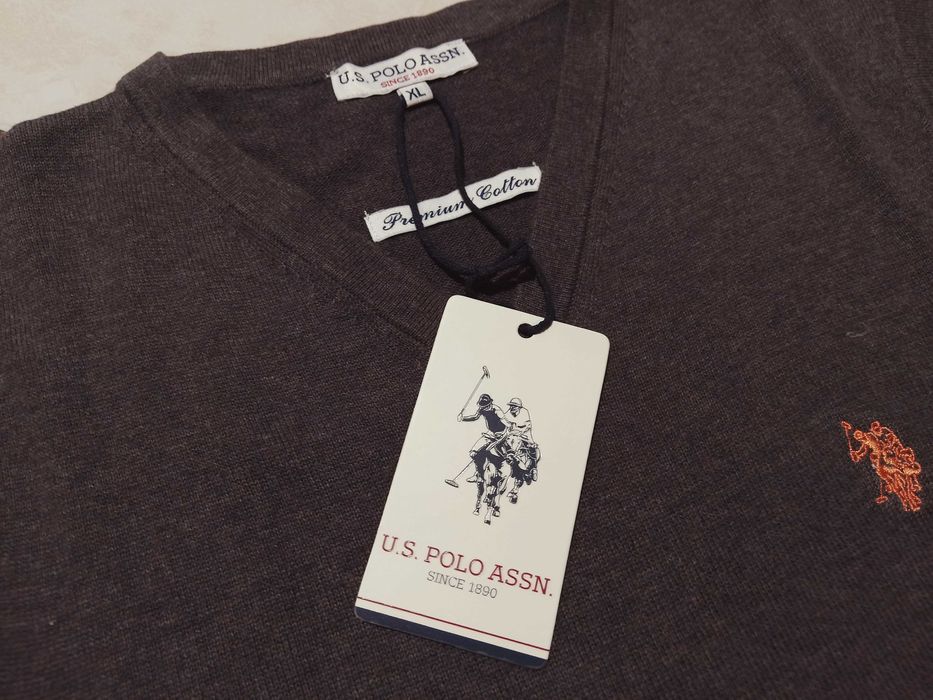 U.S. POLO ASSN.
SINCE 1890
XL
Premium Cotton
U.S. POLO ASSN.
SINCE 1890